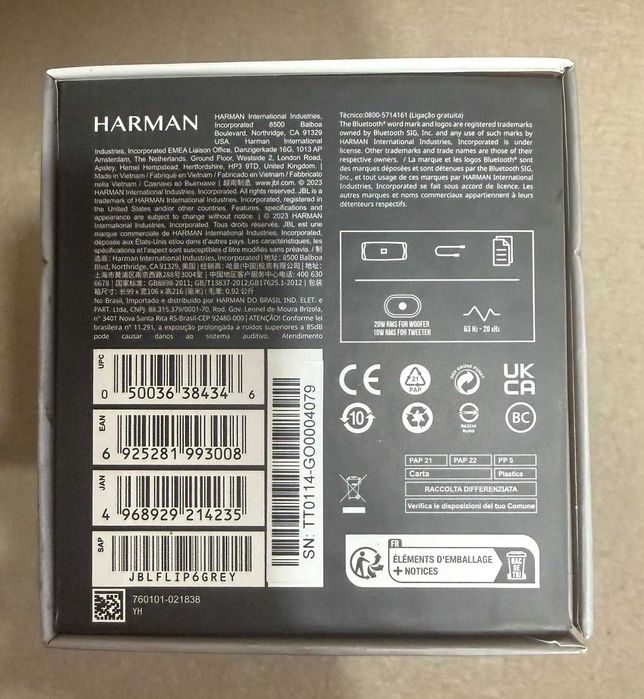 HARMAN
HARMAN International Industries,
Incorporated 8500 Balboa
Boulevard, Northridge, CA 91329
USA. Harman International
Industries, Incorporated EMEA Liaison Office, Danzigerkade 16G, 1013 AP
Amsterdam, The Netherlands. Ground Floor, Westside 2, London Road,
Apsley, Hemel Hempstead, Hertfordshire, HP3 9TD, United Kingdom. |
Made in Vietnam / Fabriqué en Vietnam / Fabricado en Vietnam / Fabbricato
nella Vietnam / Сделано во Вьетнаме / 越南制造. www.jbl.com. © 2023
HARMAN International Industries, Incorporated. All rights reserved. JBL is a
trademark of HARMAN International Industries, Incorporated, registered in the
United States and/or other countries. Features, specifications and
appearance are subject to change without notice. | © 2023 HARMAN
International Industries, Incorporated. Tous droits réservés. JBL est une
marque commerciale de HARMAN International Industries, Incorporated,
déposée aux États-Unis et/ou dans d'autres pays. Les caractéristiques, les
spécifications et l'aspect sont susceptibles d'être modifiés sans préavis. / 制
造商: Harman International Industries, Incorporated | 地址: 8500 Balboa
Blvd, Northridge, CA 91329, 美国 | 经销商: 哈曼(中国)投资有限公司 | 地址:
上海市黄浦区南京西路288号3004室 | 中国地区客户服务中心电话: 400 630
6678 | 国家标准: GB8898-2011; GB/T13837-2012;GB17625.1-2012 | 包装
箱尺寸: 长99 x 宽106 x 高216 (毫米) | 毛重: 0.92 公斤
No Brasil, Importado e distribuido por HARMAN DO BRASIL IND. ELET. e
PART. Ltda, CNPJ. 88.315.379/0001-70, Rod. Gov. Leonel de Moura Brizola,
n° 3401 Nova Santa Rita RS-Brasil-CEP 92480-000 | ATENÇÃO! Conforme lei
brasileira n° 11.291, a exposição prolongada a ruídos superiores a 85dB
pode causar danos ao sistema auditivo. Atendimento
Técnico:0800-5714161 (Ligação gratuita)
The Bluetooth® word mark and logos are registered trademarks
owned by Bluetooth SIG, Inc. and any use of such marks by
HARMAN International Industries, Incorporated is under
license. Other trademarks and trade names are those of their
respective owners. / La marque et les logos Bluetooth® sont
des marques déposées et sont détenues par the Bluetooth SIG,
Inc., et tout usage de ces marques par HARMAN International
Industries, Incorporated se fait sous accord de licence. Les
autres marques et noms commerciaux appartiennent à leurs
détenteurs respectifs.
20W RMS FOR WOOFER
10W RMS FOR TWEETER
63 Hz - 20 kHz
CE
21
PAP
DER GRÜNE PUNKT
UK
CA
10
RoHS
BC
PAP 21
PAP 22
PP 5
Carta
Plastica
RACCOLTA DIFFERENZIATA
Verifica le disposizioni del tuo Comune
FR
ÉLÉMENTS D'EMBALLAGE
+ NOTICES
BAC
DE
TRI
UPC
0 50036 38434 6
EAN
6 925281 993008
JAN
4 968929 214235
SAP
JBLFLIP6GREY
SN: TT0114-GO0004079
760101-021838
YH